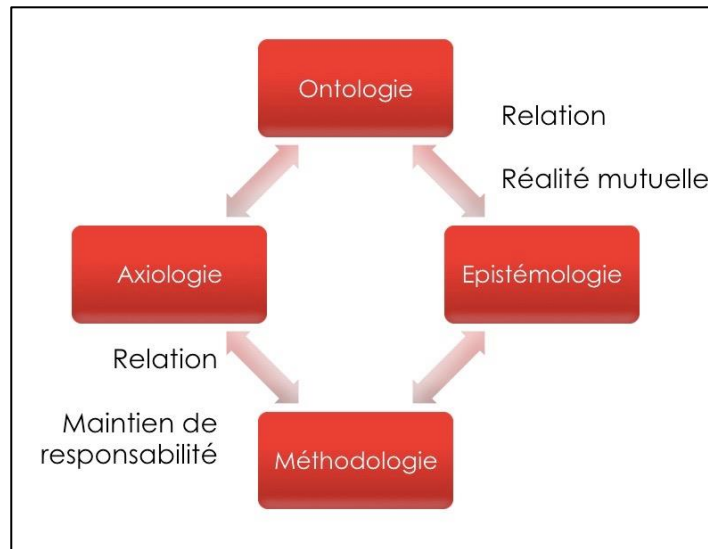 Ontologie
Relation
Réalité mutuelle
Axiologie
Epistémologie
Relation
Maintien de
responsabilité
Méthodologie